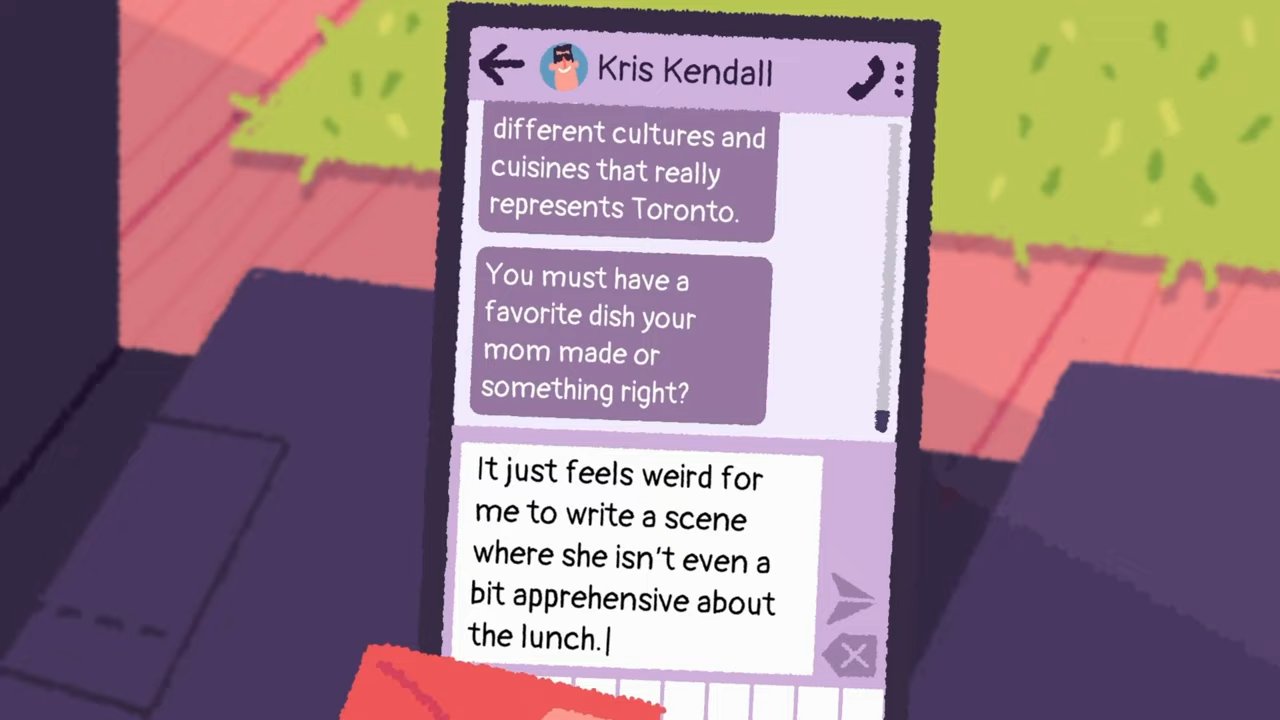 Kris Kendall
different cultures and
cuisines that really
represents Toronto.
You must have a
favorite dish your
mom made or
something right?
It just feels weird for
me to write a scene
where she isn't even a
bit apprehensive about
the lunch.